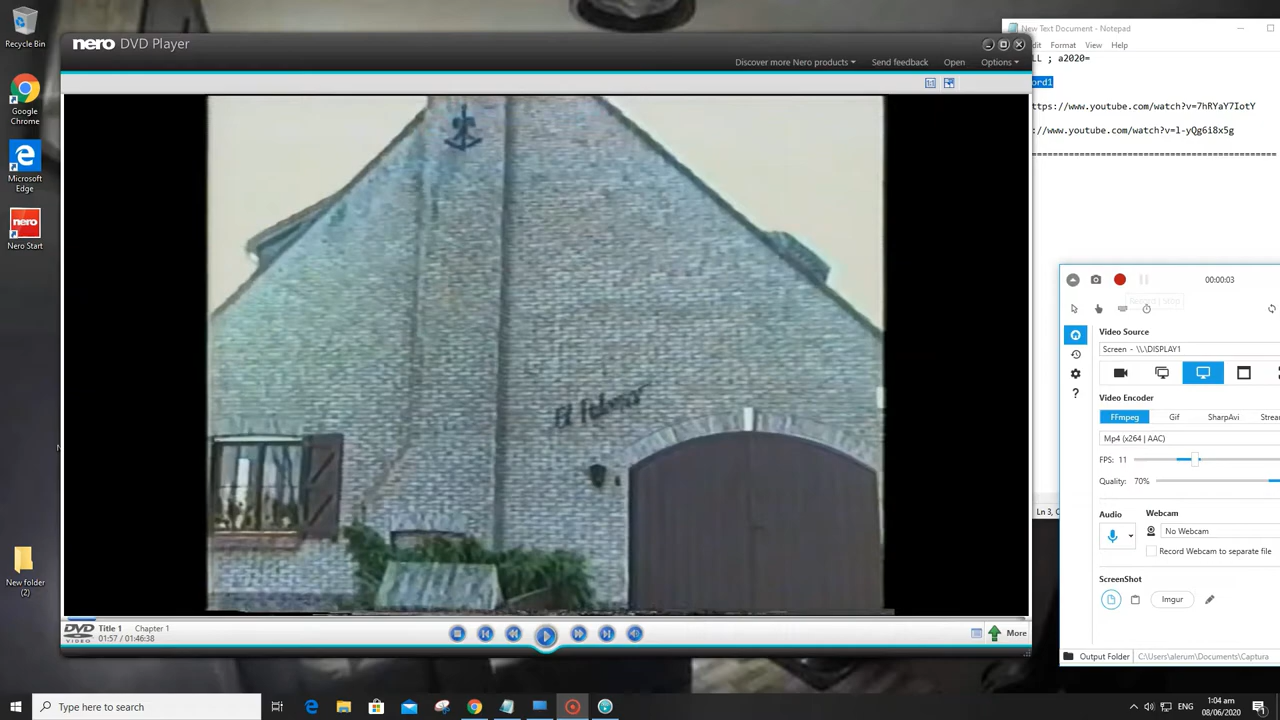 Recycle Bin
Google Chrome
Microsoft Edge
Nero Start
New folder (2)
nero DVD Player
Discover more Nero products
Send feedback
Open
Options
El Palomar
DVD VIDEO
Title 1 Chapter 1
01:57 / 01:46:38
More
New Text Document - Notepad
Format View Help
; a2020=
ttps://www.youtube.com/watch?v=7hRYaY7IotY
://www.youtube.com/watch?v=l-yQg6i8x5g
Ln 3, C
00:00:03
Video Source
Screen - \\.\DISPLAY1
Video Encoder
FFmpeg Gif SharpAvi Strea
Mp4 (x264 | AAC)
FPS: 11
Quality: 70%
Audio
Webcam
No Webcam
Record Webcam to separate file
ScreenShot
Imgur
Output Folder C:\Users\alerum\Documents\Captura
Type here to search
ENG
1:04 am
08/06/2020